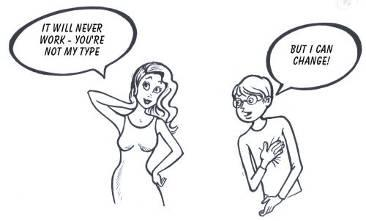 IT WILL NEVER
WORK - YOU'RE
NOT MY TYPE
BUT I CAN
CHANGE!